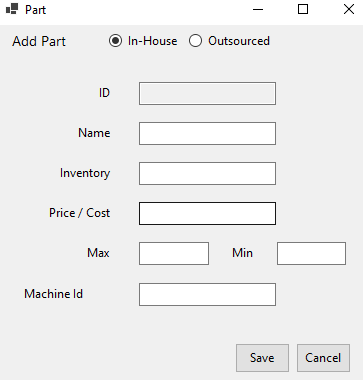 Part
Add Part In-House Outsourced
ID
Name
Inventory
Price / Cost
Max Min
Machine Id
Save Cancel